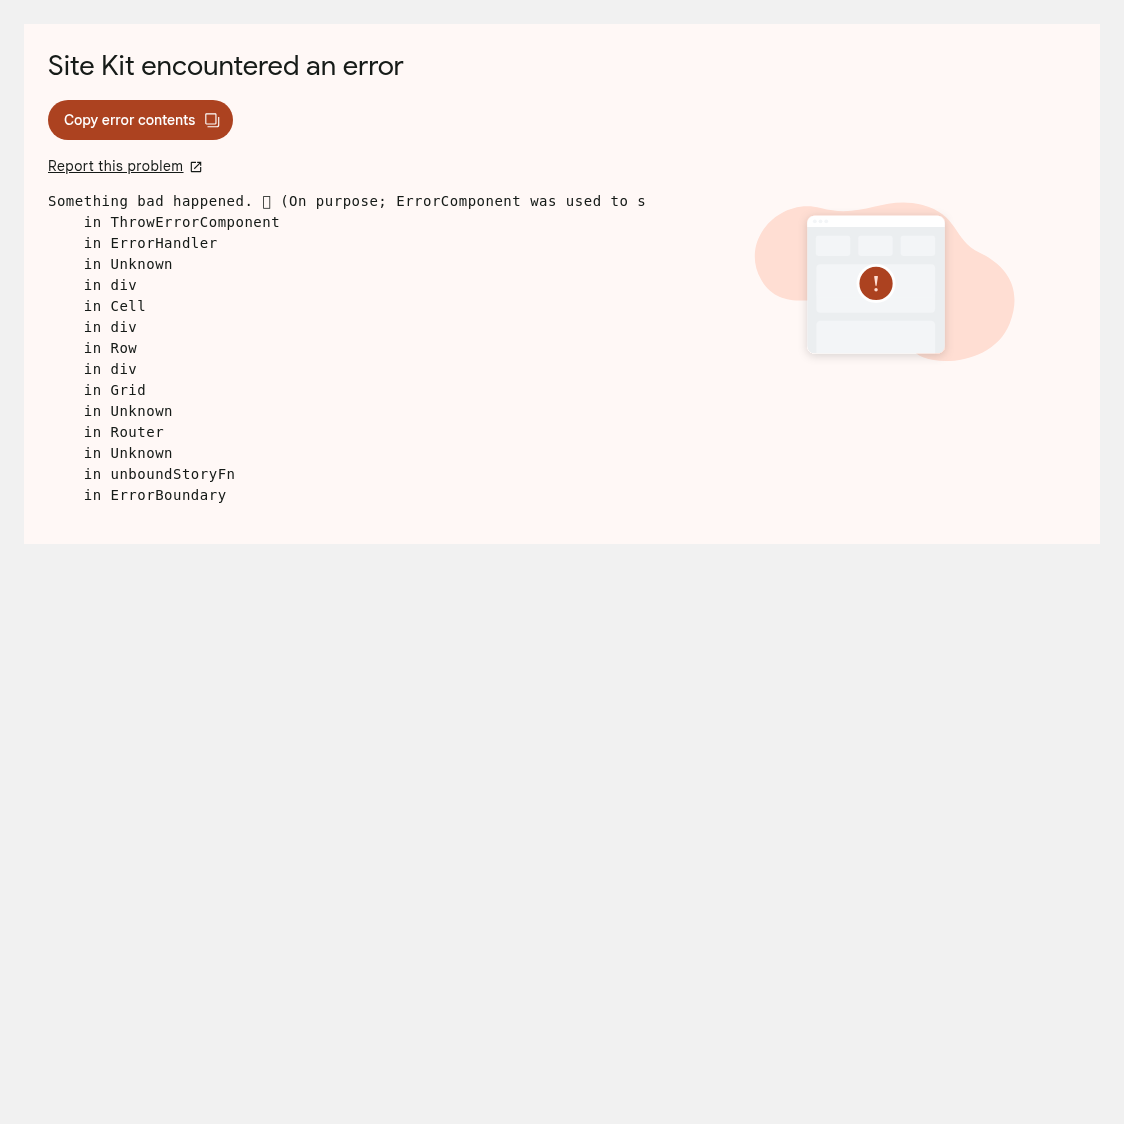 Site Kit encountered an error
Copy error contents
Report this problem
Something bad happened. (On purpose; ErrorComponent was used to s
in ThrowErrorComponent
in ErrorHandler
in Unknown
in div
in Cell
in div
in Row
in div
in Grid
in Unknown
in Router
in Unknown
in unboundStoryFn
in ErrorBoundary